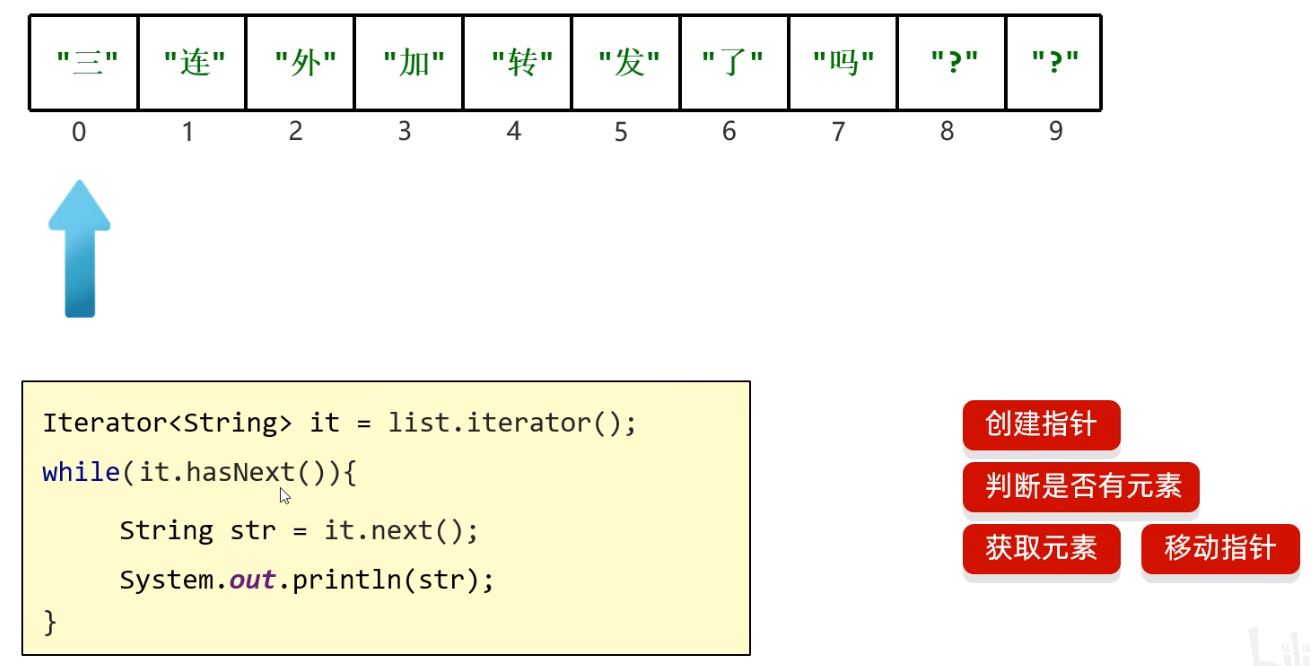 "三" "连" "外" "加" "转" "发" "了" "吗" "?" "?"
0 1 2 3 4 5 6 7 8 9
Iterator<String> it = list.iterator();
while(it.hasNext()){
String str = it.next();
System.out.println(str);
}
创建指针
判断是否有元素
获取元素 移动指针